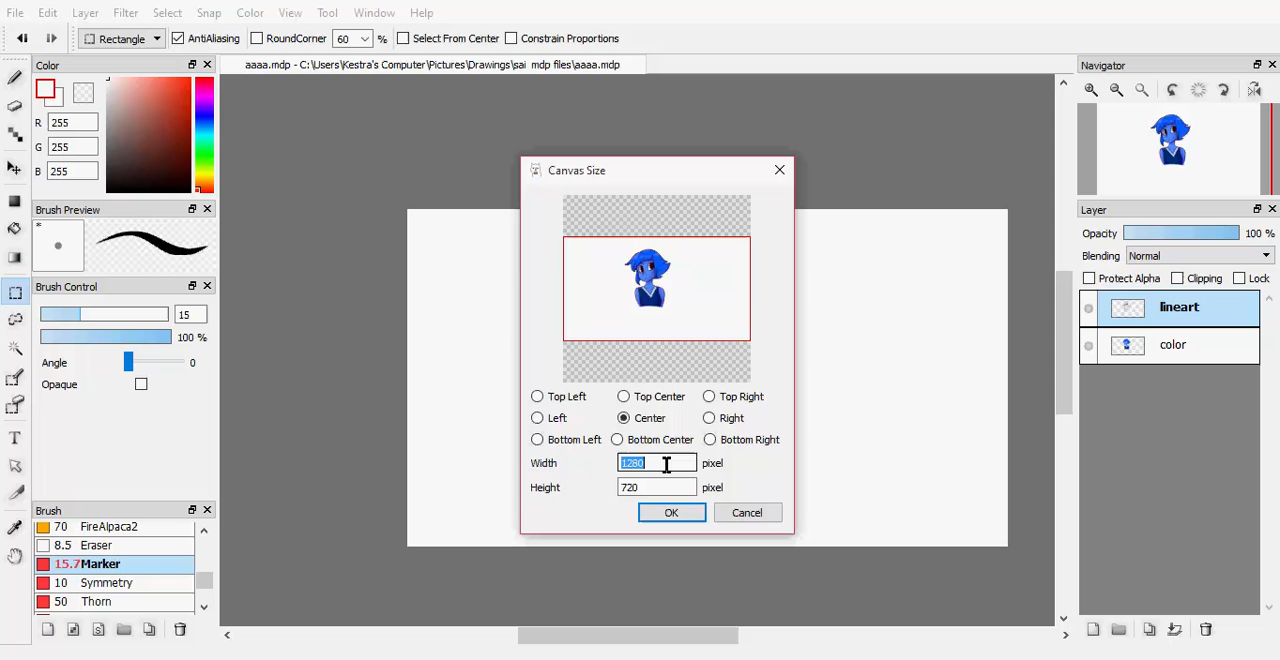 File Edit Layer Filter Select Snap Color View Tool Window Help
Rectangle AntiAliasing RoundCorner 60 % Select From Center Constrain Proportions
Color
aaaa.mdp - C:\Users\Kestra's Computer\Pictures\Drawings\sai mdp files\aaaa.mdp
Navigator
R 255
G 255
B 255
Brush Preview
*
Brush Control
15
100 %
Angle 0
Opaque
Brush
70 FireAlpaca2
8.5 Eraser
15.7 Marker
10 Symmetry
50 Thorn
Canvas Size
Top Left Top Center Top Right
Left Center Right
Bottom Left Bottom Center Bottom Right
Width 1280 pixel
Height 720 pixel
OK Cancel
Layer
Opacity 100 %
Blending Normal
Protect Alpha Clipping Lock
lineart
color
T